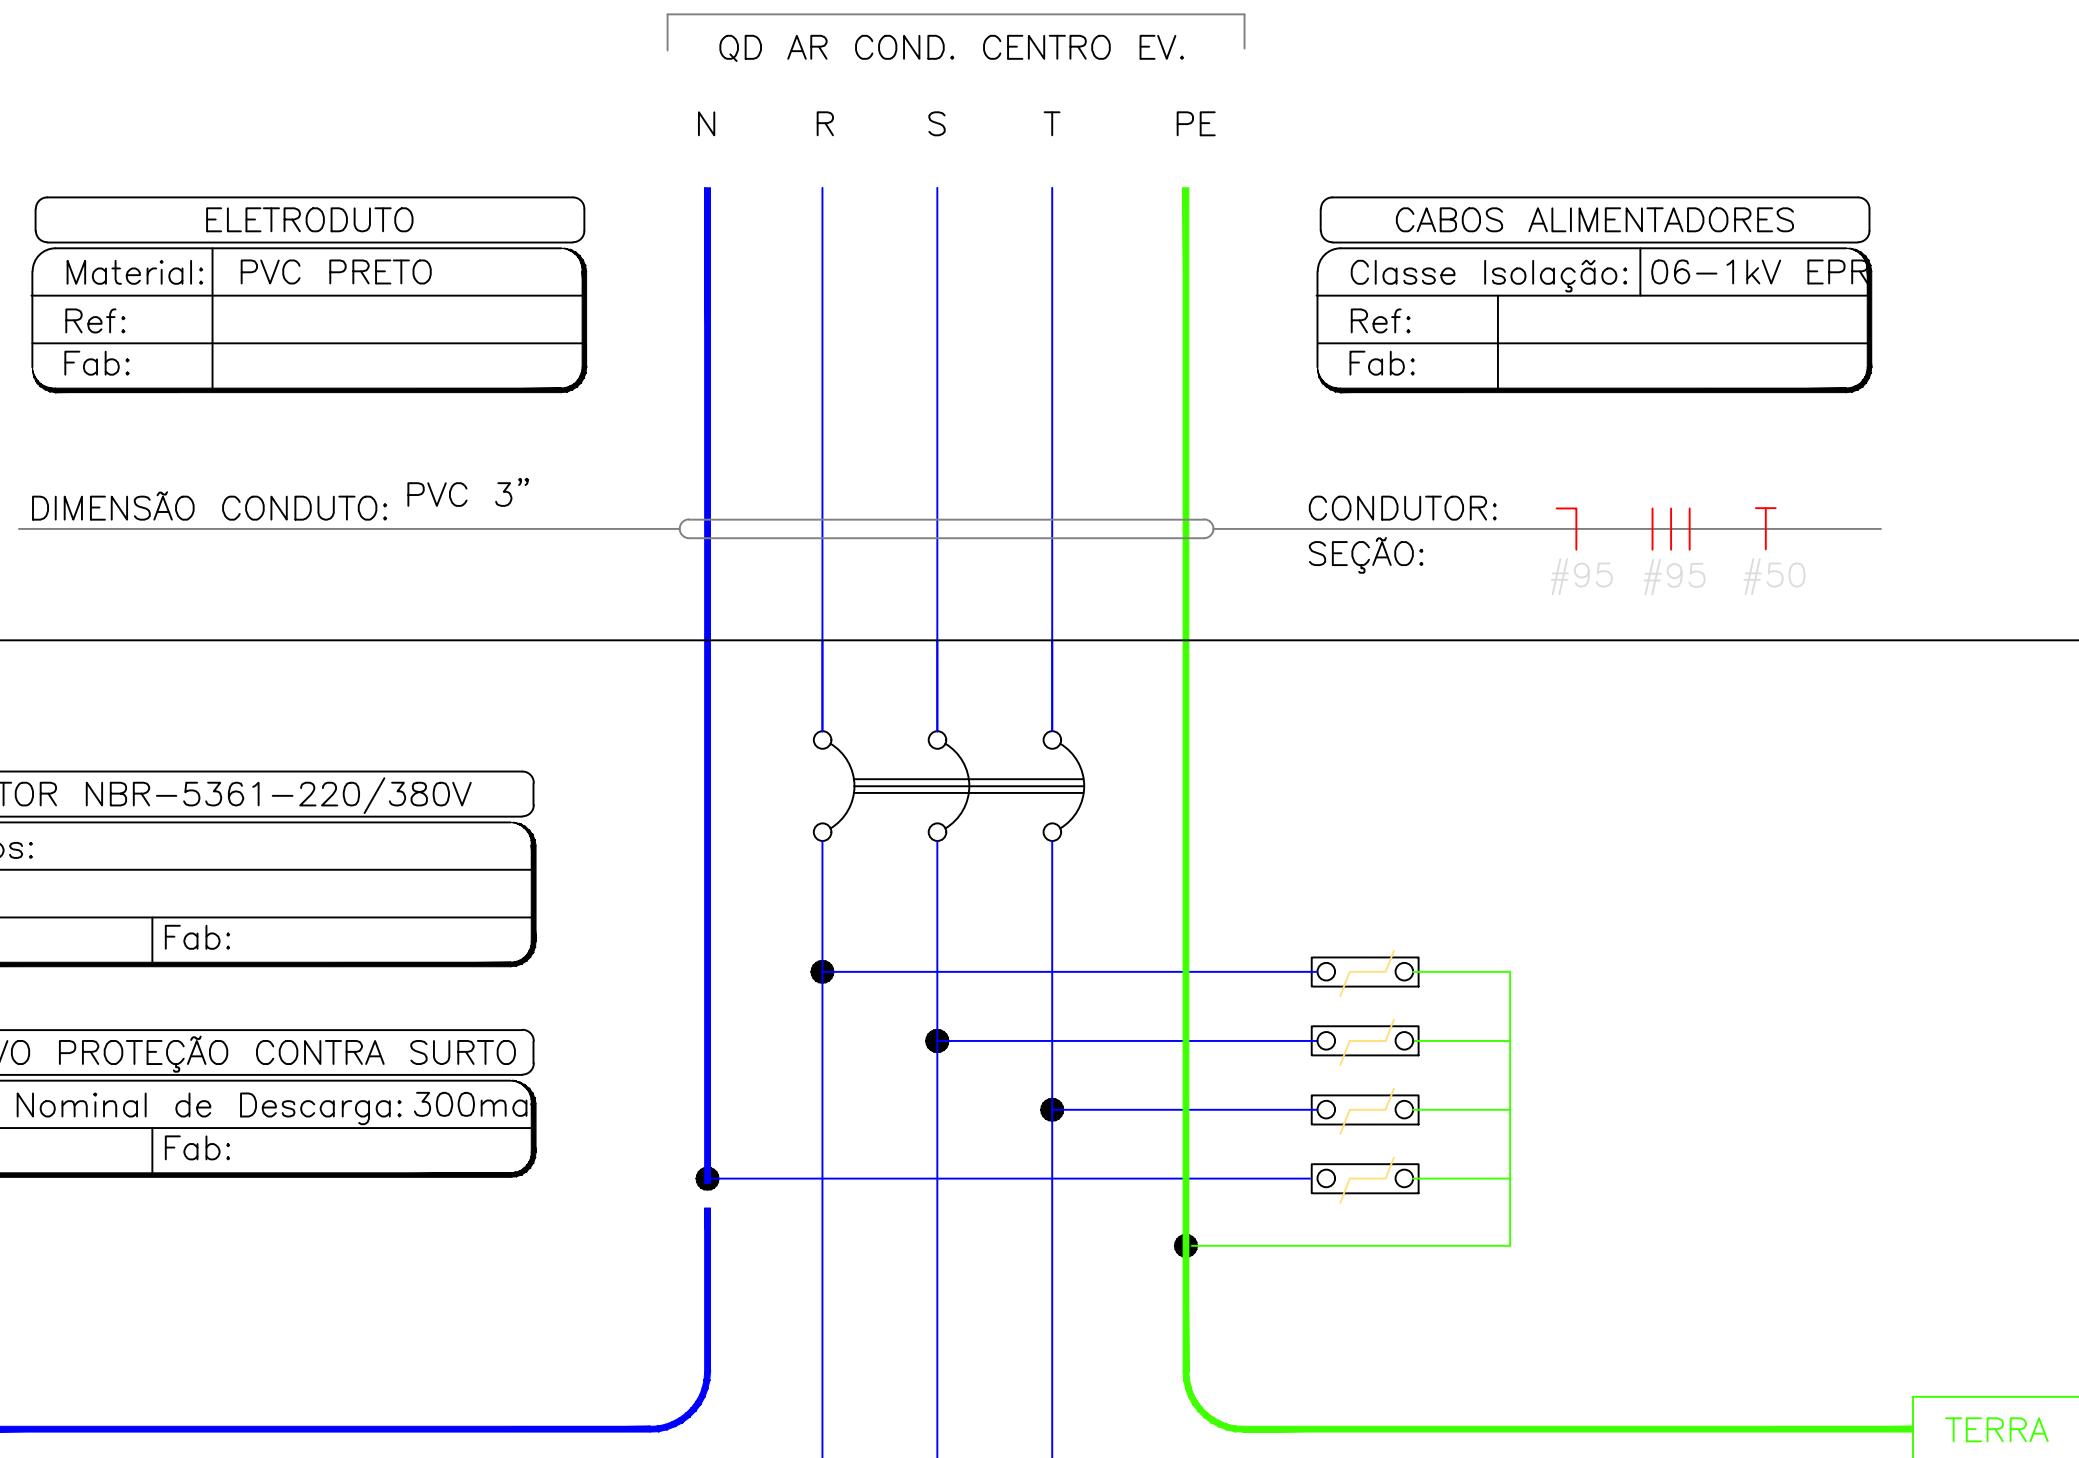 QD AR COND. CENTRO EV.
N R S T PE
ELETRODUTO
Material: PVC PRETO
Ref:
Fab:
CABOS ALIMENTADORES
Classe Isolação: 06-1kV EPR
Ref:
Fab:
DIMENSÃO CONDUTO: PVC 3”
CONDUTOR:
SEÇÃO:
#95 #95 #50
TOR NBR-5361-220/380V
os:
Fab:
VO PROTEÇÃO CONTRA SURTO
Nominal de Descarga: 300ma
Fab:
TERRA